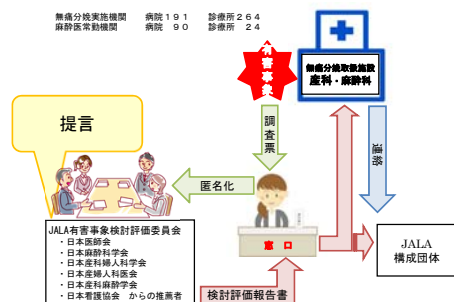 無痛分娩実施機関 病院191 診療所264
麻酔医常勤機関 病院 90 診療所 24
有害事象
無痛分娩取扱施設
産科・麻酔科
調査票
連絡
提言
匿名化
JALA有害事象検討評価委員会
・日本医師会
・日本麻酔科学会
・日本産科婦人科学会
・日本産婦人科医会
・日本産科麻酔学会
・日本看護協会 からの推薦者
窓口
JALA
構成団体
検討評価報告書